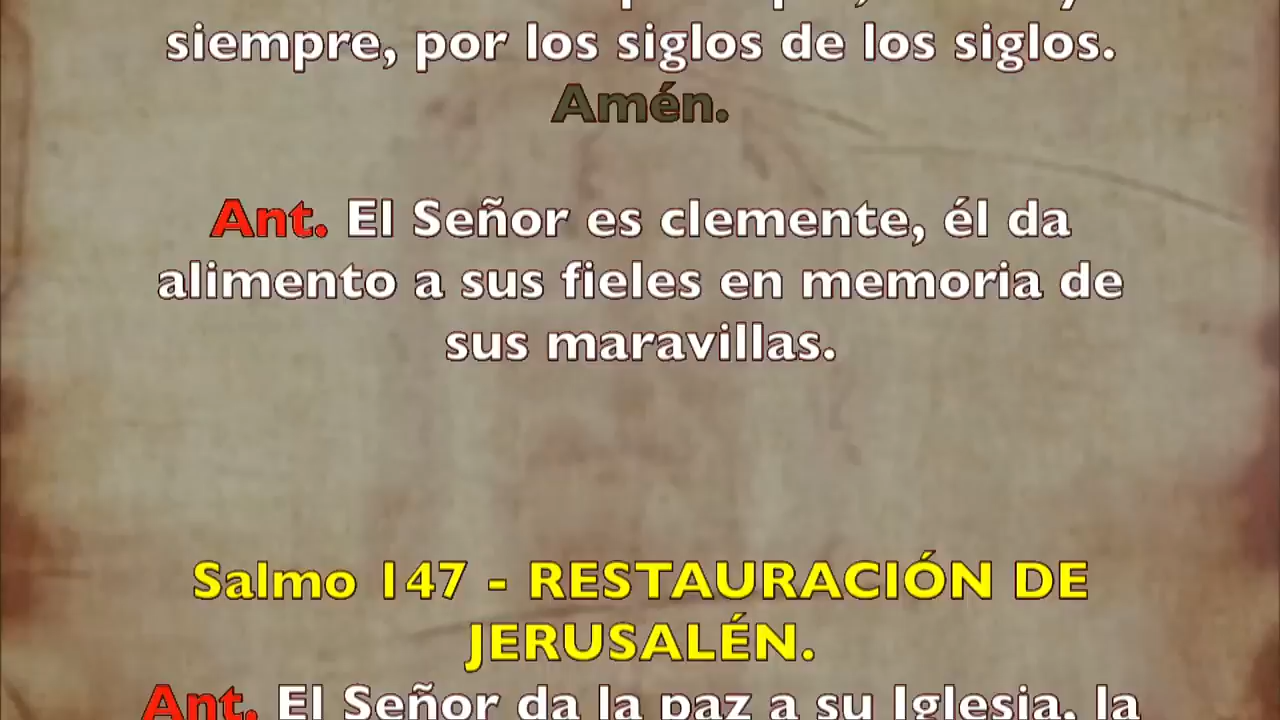 siempre, por los siglos de los siglos.
Amén.
Ant. El Señor es clemente, él da
alimento a sus fieles en memoria de
sus maravillas.
Salmo 147 - RESTAURACIÓN DE
JERUSALÉN.
Ant. El Señor da la paz a su Iglesia, la